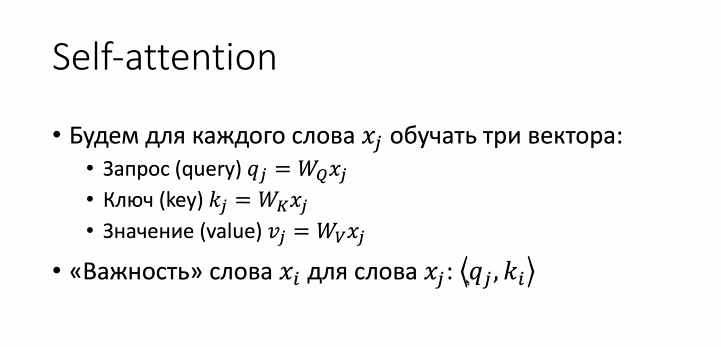 Self-attention
• Будем для каждого слова $x_j$ обучать три вектора:
• Запрос (query) $q_j = W_Q x_j$
• Ключ (key) $k_j = W_K x_j$
• Значение (value) $v_j = W_V x_j$
• «Важность» слова $x_i$ для слова $x_j$: $\langle q_j, k_i \rangle$